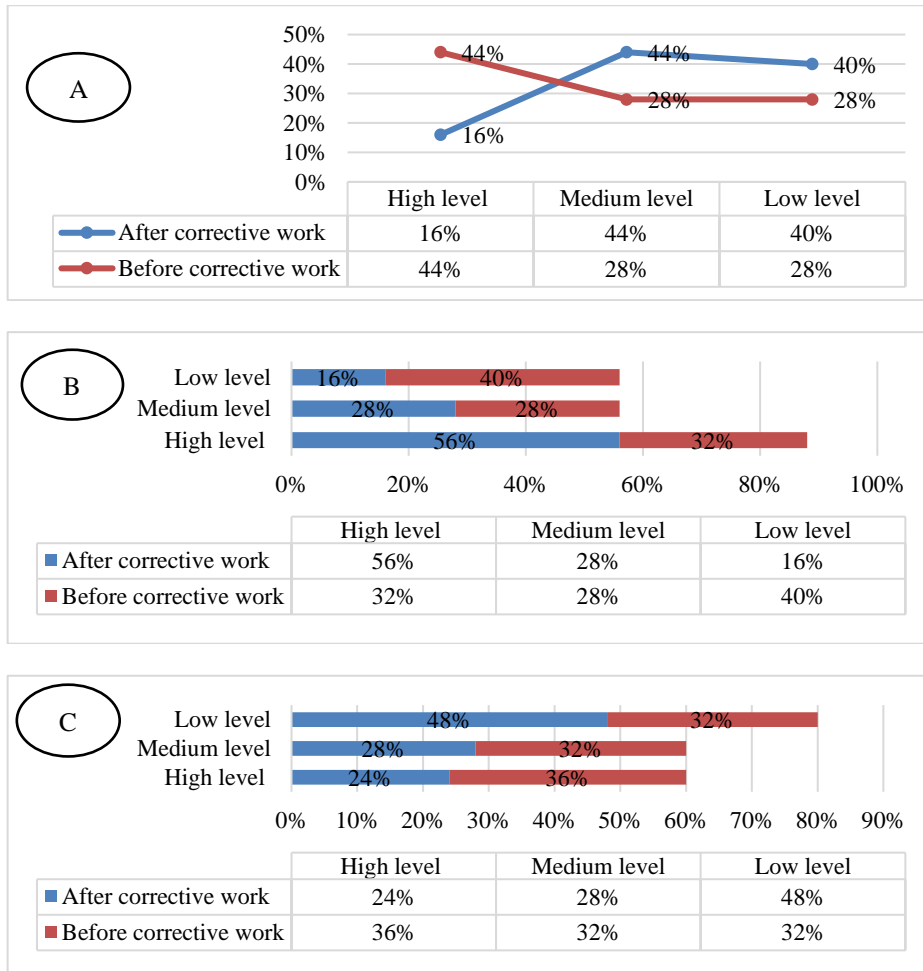 A
50%
40%
30%
20%
10%
0%
44% 44% 40%
28% 28%
16%
High level Medium level Low level
After corrective work 16% 44% 40%
Before corrective work 44% 28% 28%
B
Low level 16% 40%
Medium level 28% 28%
High level 56% 32%
0% 20% 40% 60% 80% 100%
High level Medium level Low level
After corrective work 56% 28% 16%
Before corrective work 32% 28% 40%
C
Low level 48% 32%
Medium level 28% 32%
High level 24% 36%
0% 10% 20% 30% 40% 50% 60% 70% 80% 90%
High level Medium level Low level
After corrective work 24% 28% 48%
Before corrective work 36% 32% 32%